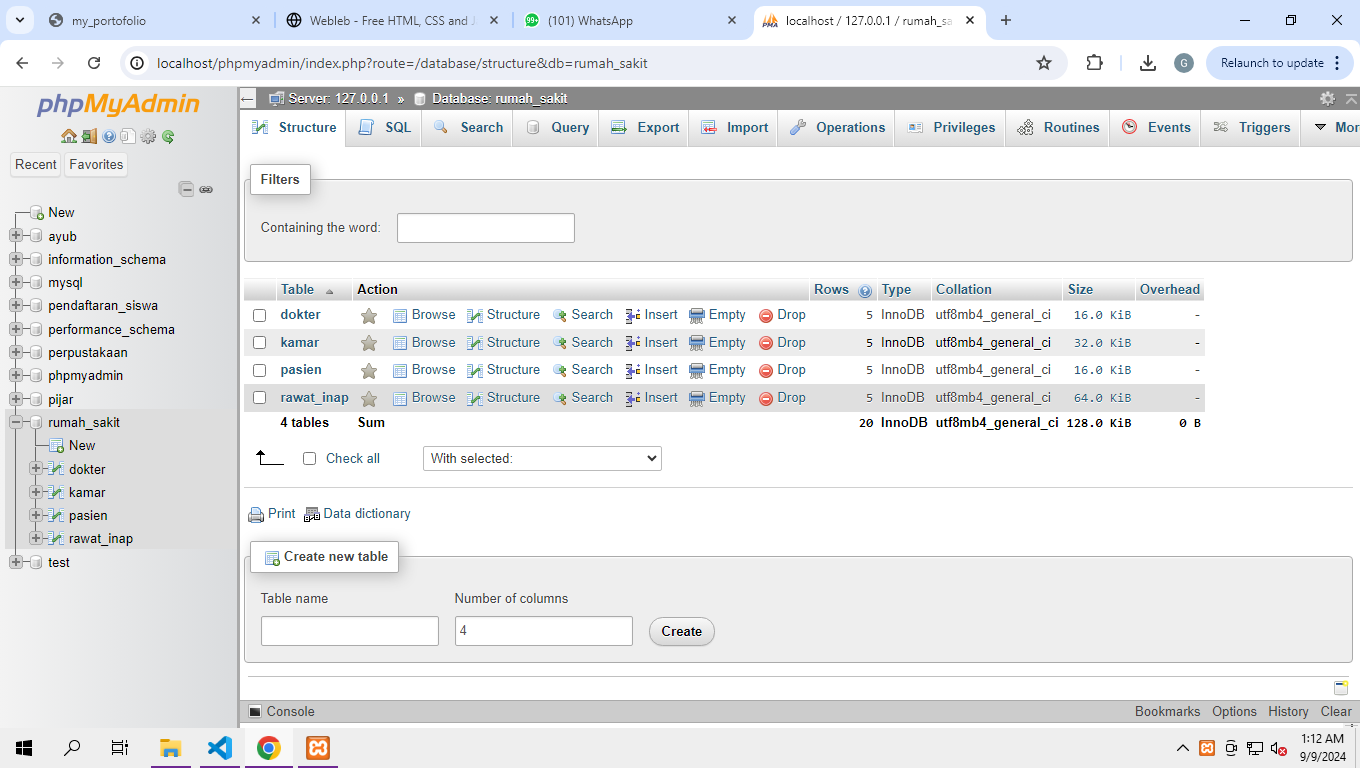 my_portofolio
Webleb - Free HTML, CSS and J
99+ (101) WhatsApp
PMA localhost / 127.0.0.1 / rumah_sa
localhost/phpmyadmin/index.php?route=/database/structure&db=rumah_sakit
G
Relaunch to update
phpMyAdmin
Recent Favorites
New
ayub
information_schema
mysql
pendaftaran_siswa
performance_schema
perpustakaan
phpmyadmin
pijar
rumah_sakit
New
dokter
kamar
pasien
rawat_inap
test
Server: 127.0.0.1 » Database: rumah_sakit
Structure SQL Search Query Export Import Operations Privileges Routines Events Triggers Mor
Filters
Containing the word:
Table Action Rows Type Collation Size Overhead
dokter Browse Structure Search Insert Empty Drop 5 InnoDB utf8mb4_general_ci 16.0 KiB -
kamar Browse Structure Search Insert Empty Drop 5 InnoDB utf8mb4_general_ci 32.0 KiB -
pasien Browse Structure Search Insert Empty Drop 5 InnoDB utf8mb4_general_ci 16.0 KiB -
rawat_inap Browse Structure Search Insert Empty Drop 5 InnoDB utf8mb4_general_ci 64.0 KiB -
4 tables Sum 20 InnoDB utf8mb4_general_ci 128.0 KiB 0 B
Check all With selected:
Print Data dictionary
Create new table
Table name Number of columns
4 Create
Console Bookmarks Options History Clear
1:12 AM
9/9/2024